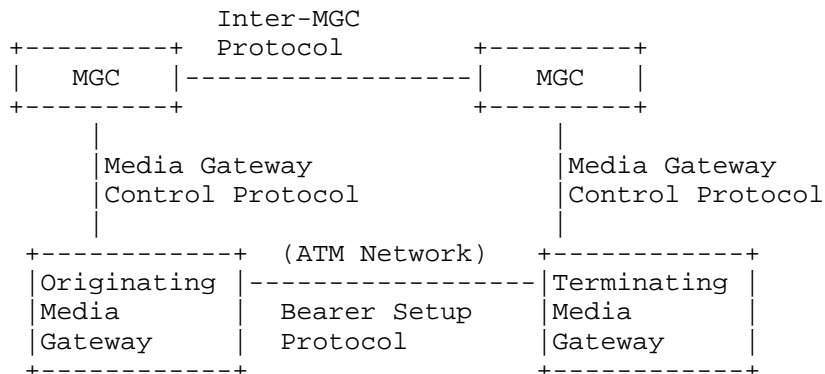 Inter-MGC
Protocol
MGC
MGC
Media Gateway
Control Protocol
Media Gateway
Control Protocol
(ATM Network)
Originating
Media
Gateway
Bearer Setup
Protocol
Terminating
Media
Gateway